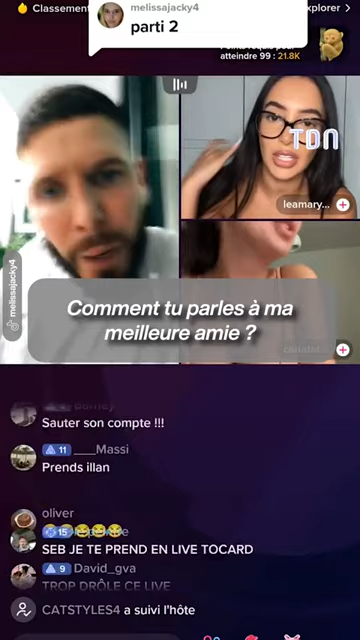 Classement
melissajacky4
parti 2
xplorer >
atteindre 99 : 21.8K
TDN
leamary...
melissajacky4
Comment tu parles à ma
meilleure amie ?
Sauter son compte !!!
11 ___Massi
Prends illan
oliver
😂😂😂😂😂
15
SEB JE TE PREND EN LIVE TOCARD
9 David_gva
TROP DRÔLE CE LIVE
CATSTYLES4 a suivi l'hôte